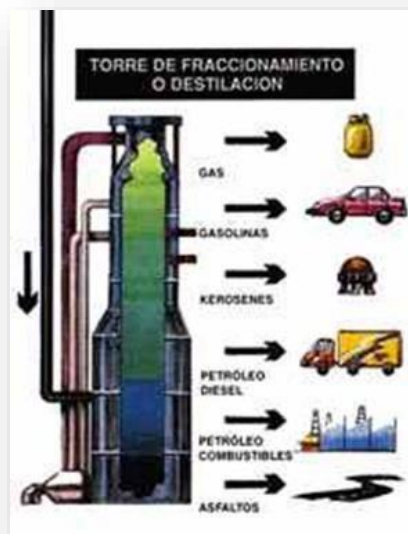 TORRE DE FRACCIONAMIENTO
O DESTILACION
GAS
GASOLINAS
KEROSENES
PETRÓLEO
DIESEL
PETRÓLEO
COMBUSTIBLES
ASFALTOS